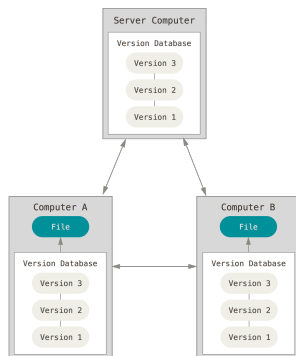 Server Computer
Version Database
Version 3
Version 2
Version 1
Computer A
File
Version Database
Version 3
Version 2
Version 1
Computer B
File
Version Database
Version 3
Version 2
Version 1